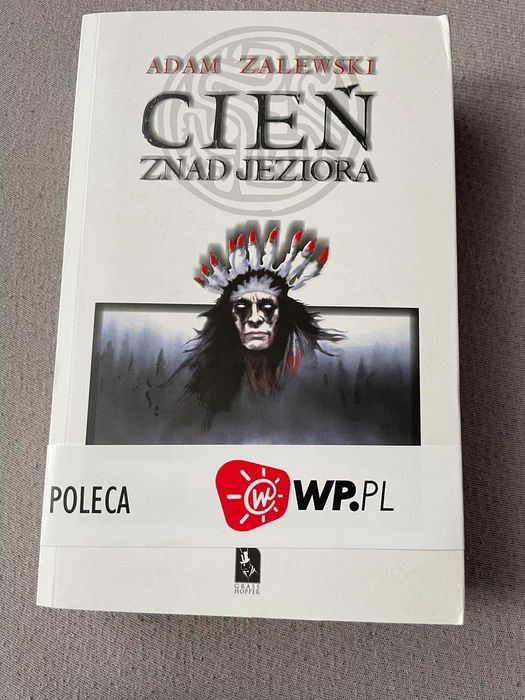 ADAM ZALEWSKI
CIEŃ
ZNAD JEZIORA
POLECA
WP.PL
GRASS
HOPPER